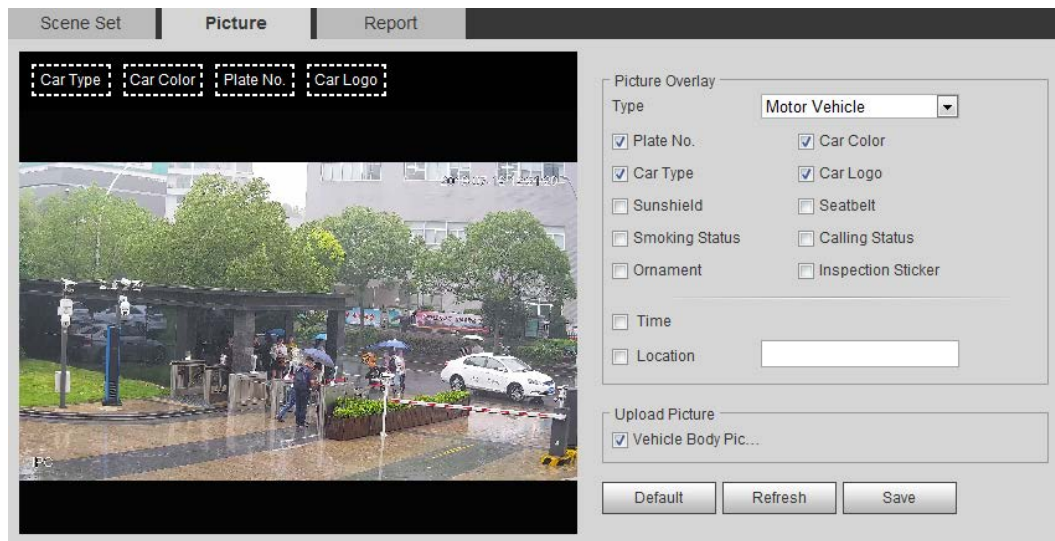 Scene Set
Picture
Report
Car Type
Car Color
Plate No.
Car Logo
Picture Overlay
Type
Motor Vehicle
Plate No.
Car Color
Car Type
Car Logo
Sunshield
Seatbelt
Smoking Status
Calling Status
Ornament
Inspection Sticker
Time
Location
Upload Picture
Vehicle Body Pic...
Default
Refresh
Save